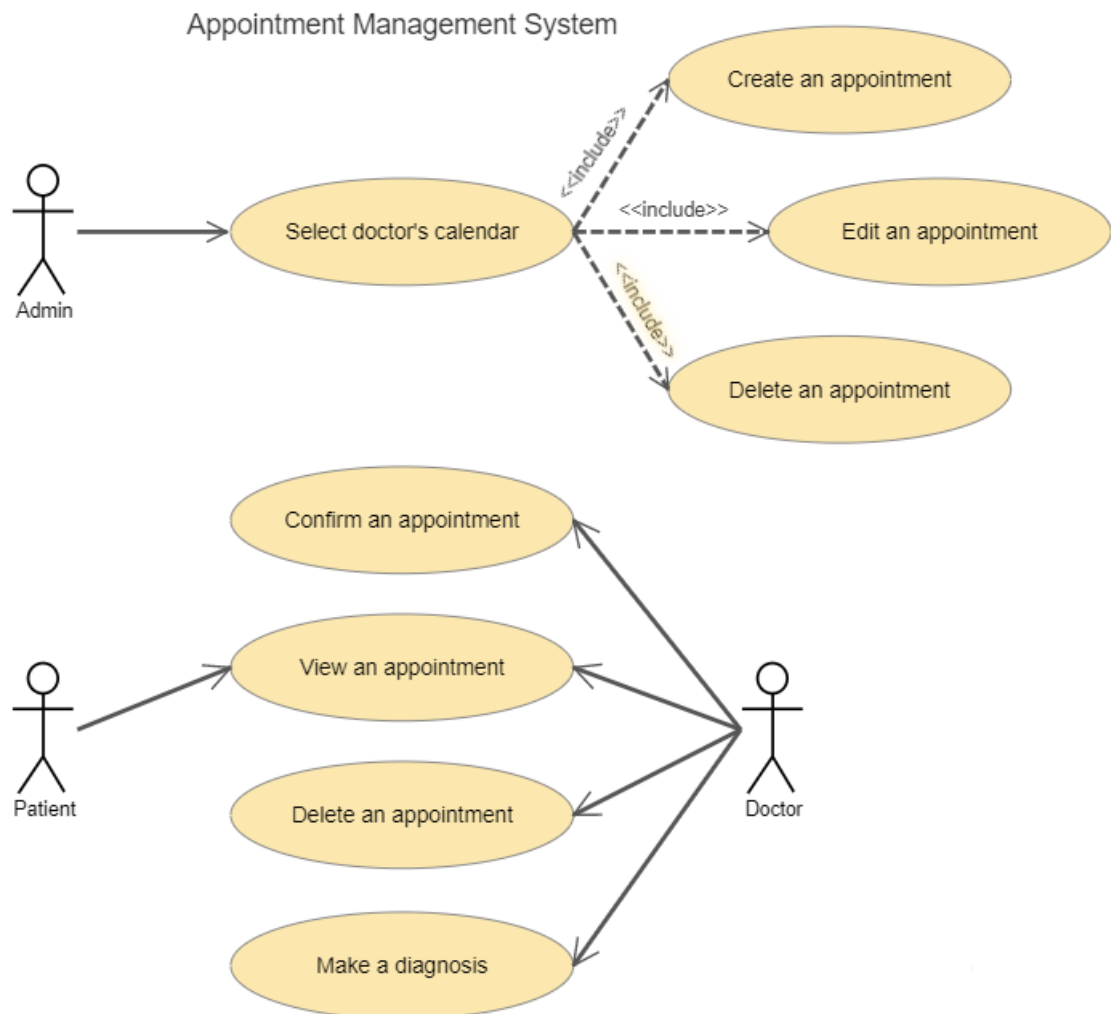 Appointment Management System
Create an appointment
<<include>>
<<include>>
Select doctor's calendar
Edit an appointment
<<include>>
Admin
Delete an appointment
Confirm an appointment
View an appointment
Patient
Delete an appointment
Doctor
Make a diagnosis